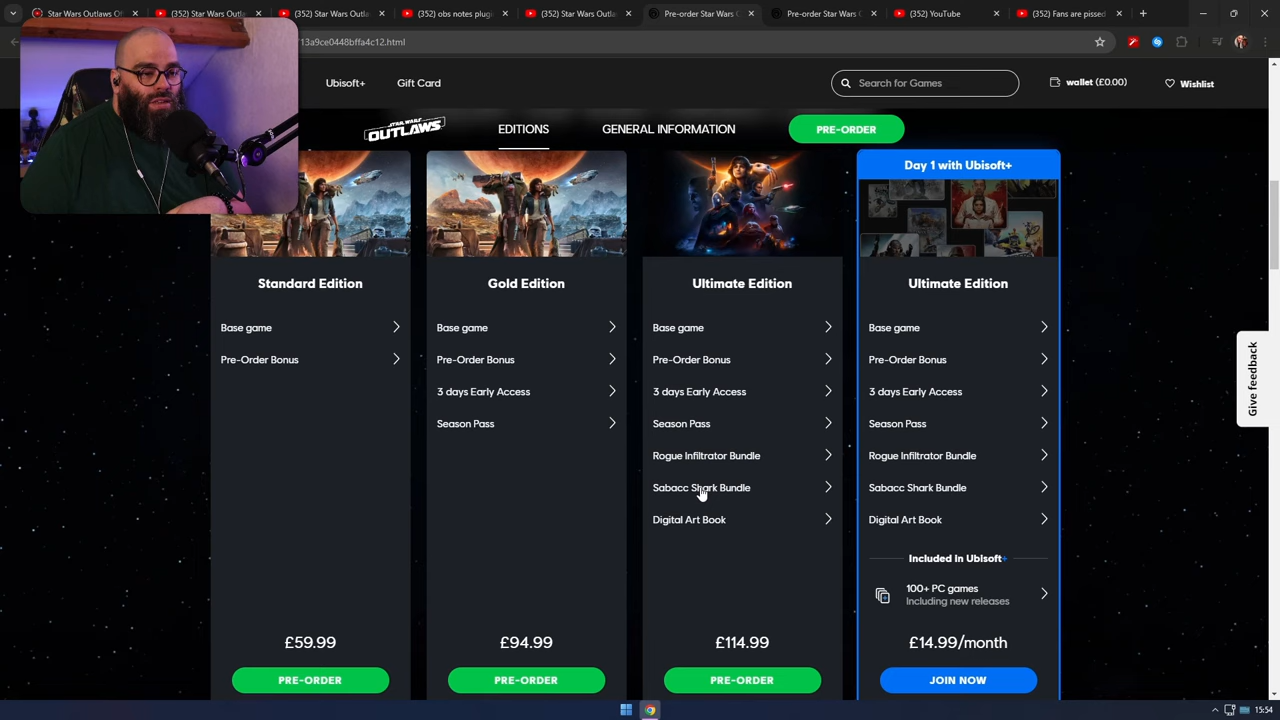 (352) Star Wars Outlaws O
(352) Star Wars Outlaw
(352) Star Wars Outlaws
(352) obs notes plugin
(352) Star Wars Outlaw
Pre-order Star Wars
Pre-order Star Wars
(352) YouTube
(352) Fans are pissed
13a9ce0448bffa4c12.html
Ubisoft+
Gift Card
Search for Games
wallet (£0.00)
Wishlist
STAR WARS
OUTLAWS
EDITIONS
GENERAL INFORMATION
PRE-ORDER
Day 1 with Ubisoft+
Standard Edition
Base game
Pre-Order Bonus
£59.99
PRE-ORDER
Gold Edition
Base game
Pre-Order Bonus
3 days Early Access
Season Pass
£94.99
PRE-ORDER
Ultimate Edition
Base game
Pre-Order Bonus
3 days Early Access
Season Pass
Rogue Infiltrator Bundle
Sabacc Shark Bundle
Digital Art Book
£114.99
PRE-ORDER
Ultimate Edition
Base game
Pre-Order Bonus
3 days Early Access
Season Pass
Rogue Infiltrator Bundle
Sabacc Shark Bundle
Digital Art Book
Included in Ubisoft+
100+ PC games
Including new releases
£14.99/month
JOIN NOW
Give feedback
15:54